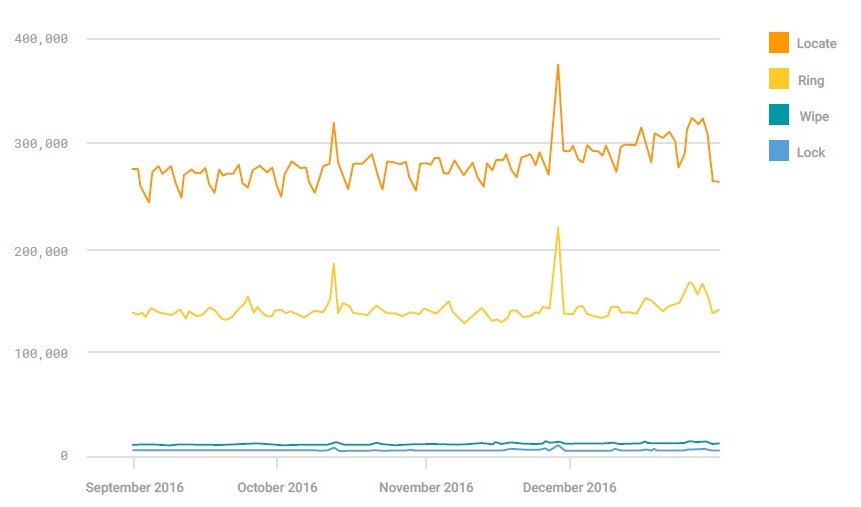 400,000
Locate
Ring
Wipe
300,000
Lock
200,000
100,000
0
September 2016 October 2016 November 2016 December 2016